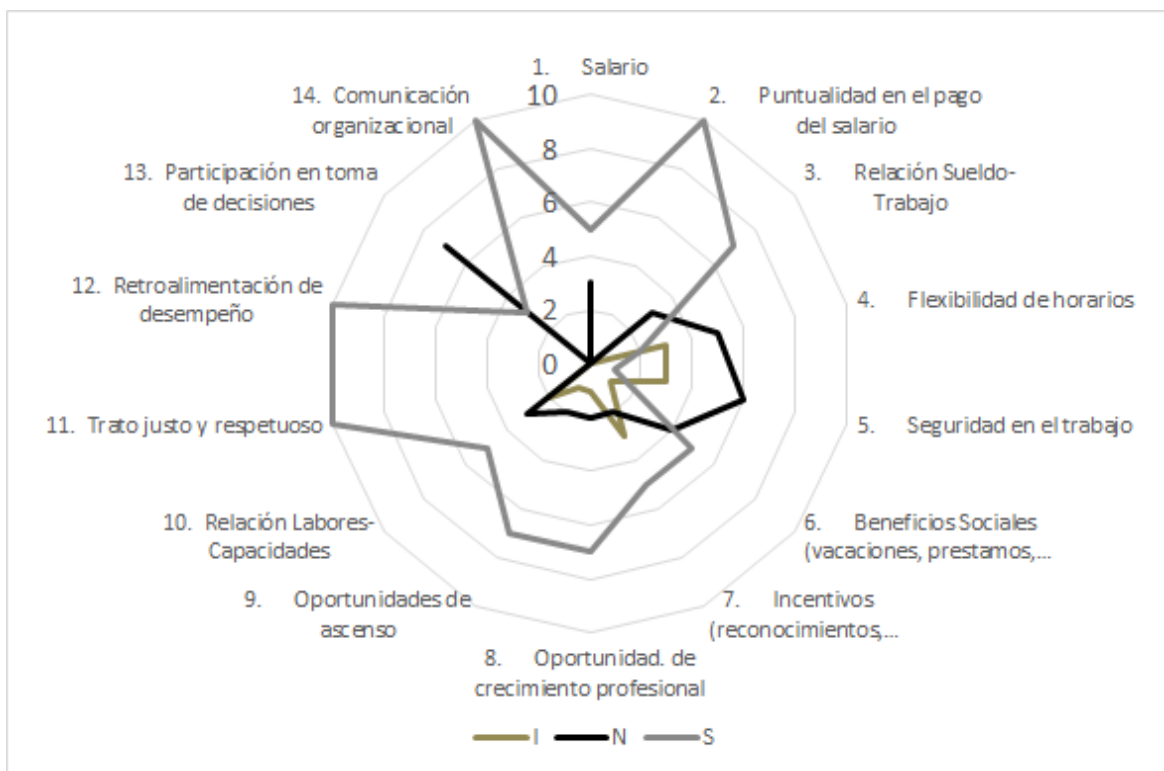 1. Salario
2. Puntualidad en el pago
del salario
3. Relación Sueldo-
Trabajo
4. Flexibilidad de horarios
5. Seguridad en el trabajo
6. Beneficios Sociales
(vacaciones, prestamos,...
7. Incentivos
(reconocimientos,...
8. Oportunidad. de
crecimiento profesional
9. Oportunidades de
ascenso
10. Relación Labores-
Capacidades
11. Trato justo y respetuoso
12. Retroalimentación de
desempeño
13. Participación en toma
de decisiones
14. Comunicación
organizacional
10
8
6
4
2
0
I N S